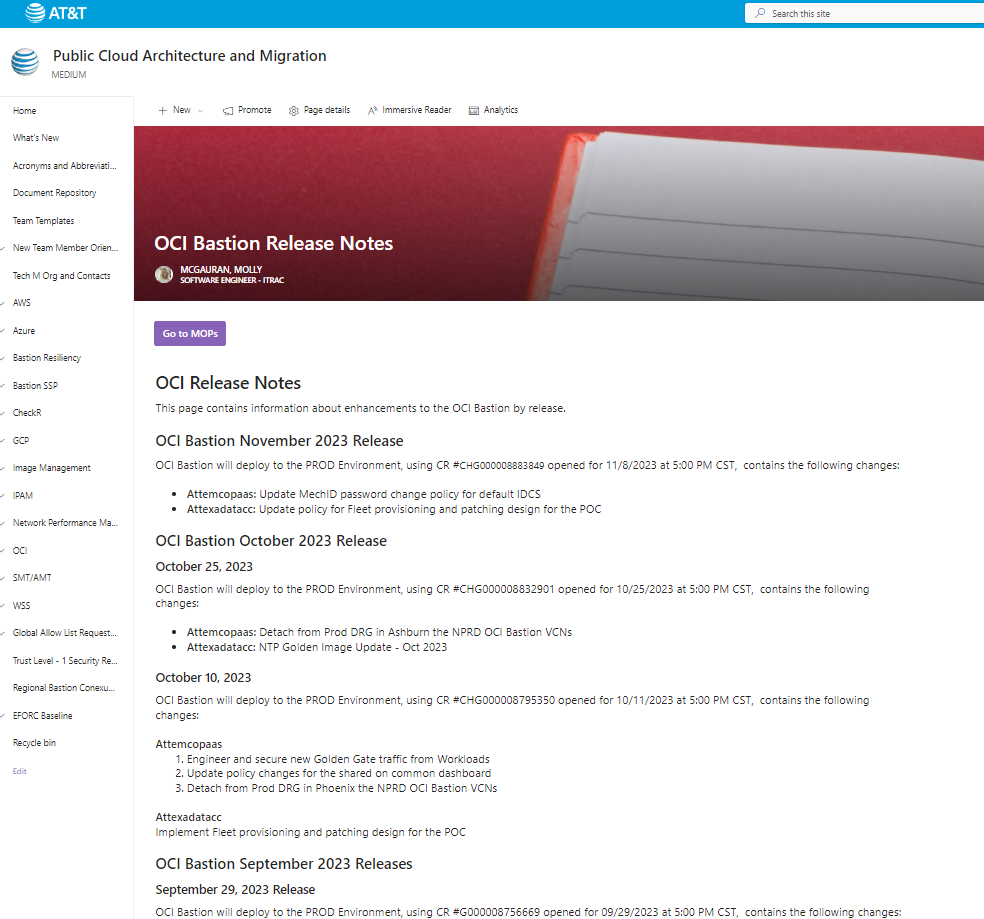 AT&T
Search this site
Public Cloud Architecture and Migration
MEDIUM
Home
What's New
Acronyms and Abbreviati...
Document Repository
Team Templates
New Team Member Orien...
Tech M Org and Contacts
AWS
Azure
Bastion Resiliency
Bastion SSP
CheckR
GCP
Image Management
IPAM
Network Performance Ma...
OCI
SMT/AMT
WSS
Global Allow List Request...
Trust Level - 1 Security Re...
Regional Bastion Conexu...
EFORC Baseline
Recycle bin
Edit
New
Promote
Page details
Immersive Reader
Analytics
OCI Bastion Release Notes
MCGAURAN, MOLLY
SOFTWARE ENGINEER - ITRAC
Go to MOPs
OCI Release Notes
This page contains information about enhancements to the OCI Bastion by release.
OCI Bastion November 2023 Release
OCI Bastion will deploy to the PROD Environment, using CR #CHG000008883849 opened for 11/8/2023 at 5:00 PM CST, contains the following changes:
• Attemcopaas: Update MechID password change policy for default IDCS
• Attexadatacc: Update policy for Fleet provisioning and patching design for the POC
OCI Bastion October 2023 Release
October 25, 2023
OCI Bastion will deploy to the PROD Environment, using CR #CHG000008832901 opened for 10/25/2023 at 5:00 PM CST, contains the following
changes:
• Attemcopaas: Detach from Prod DRG in Ashburn the NPRD OCI Bastion VCNs
• Attexadatacc: NTP Golden Image Update - Oct 2023
October 10, 2023
OCI Bastion will deploy to the PROD Environment, using CR #CHG000008795350 opened for 10/11/2023 at 5:00 PM CST, contains the following
changes:
Attemcopaas
1. Engineer and secure new Golden Gate traffic from Workloads
2. Update policy changes for the shared on common dashboard
3. Detach from Prod DRG in Phoenix the NPRD OCI Bastion VCNs
Attexadatacc
Implement Fleet provisioning and patching design for the POC
OCI Bastion September 2023 Releases
September 29, 2023 Release
OCI Bastion will deploy to the PROD Environment, using CR #G000008756669 opened for 09/29/2023 at 5:00 PM CST, contains the following changes: